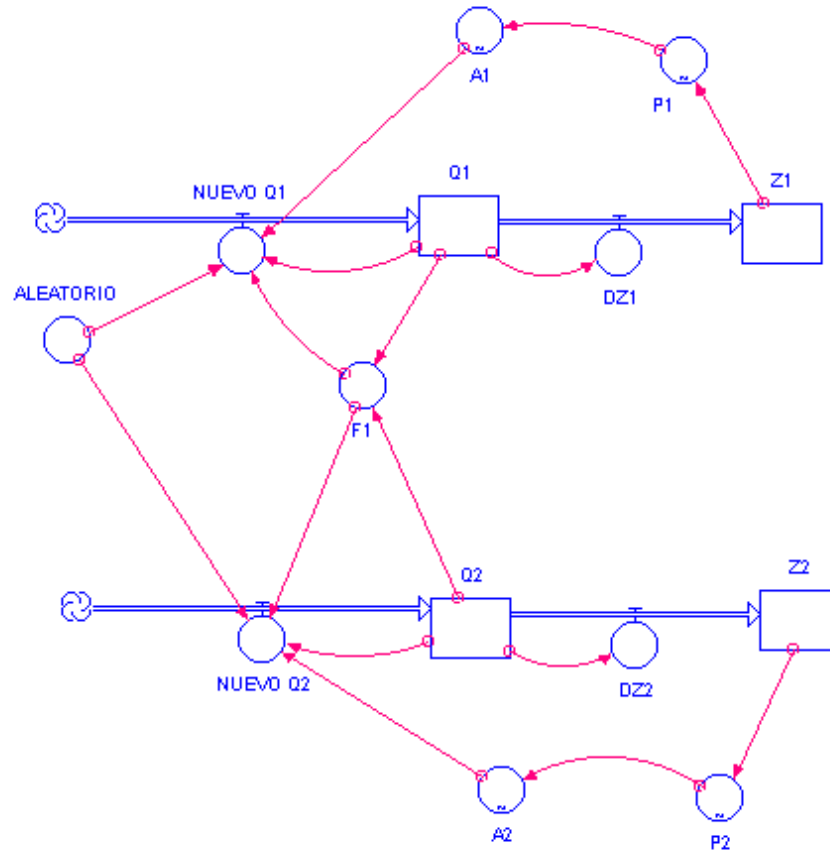 A1
P1
Q1
Z1
NUEVO Q1
DZ1
ALEATORIO
F1
Q2
Z2
NUEVO Q2
DZ2
A2
P2